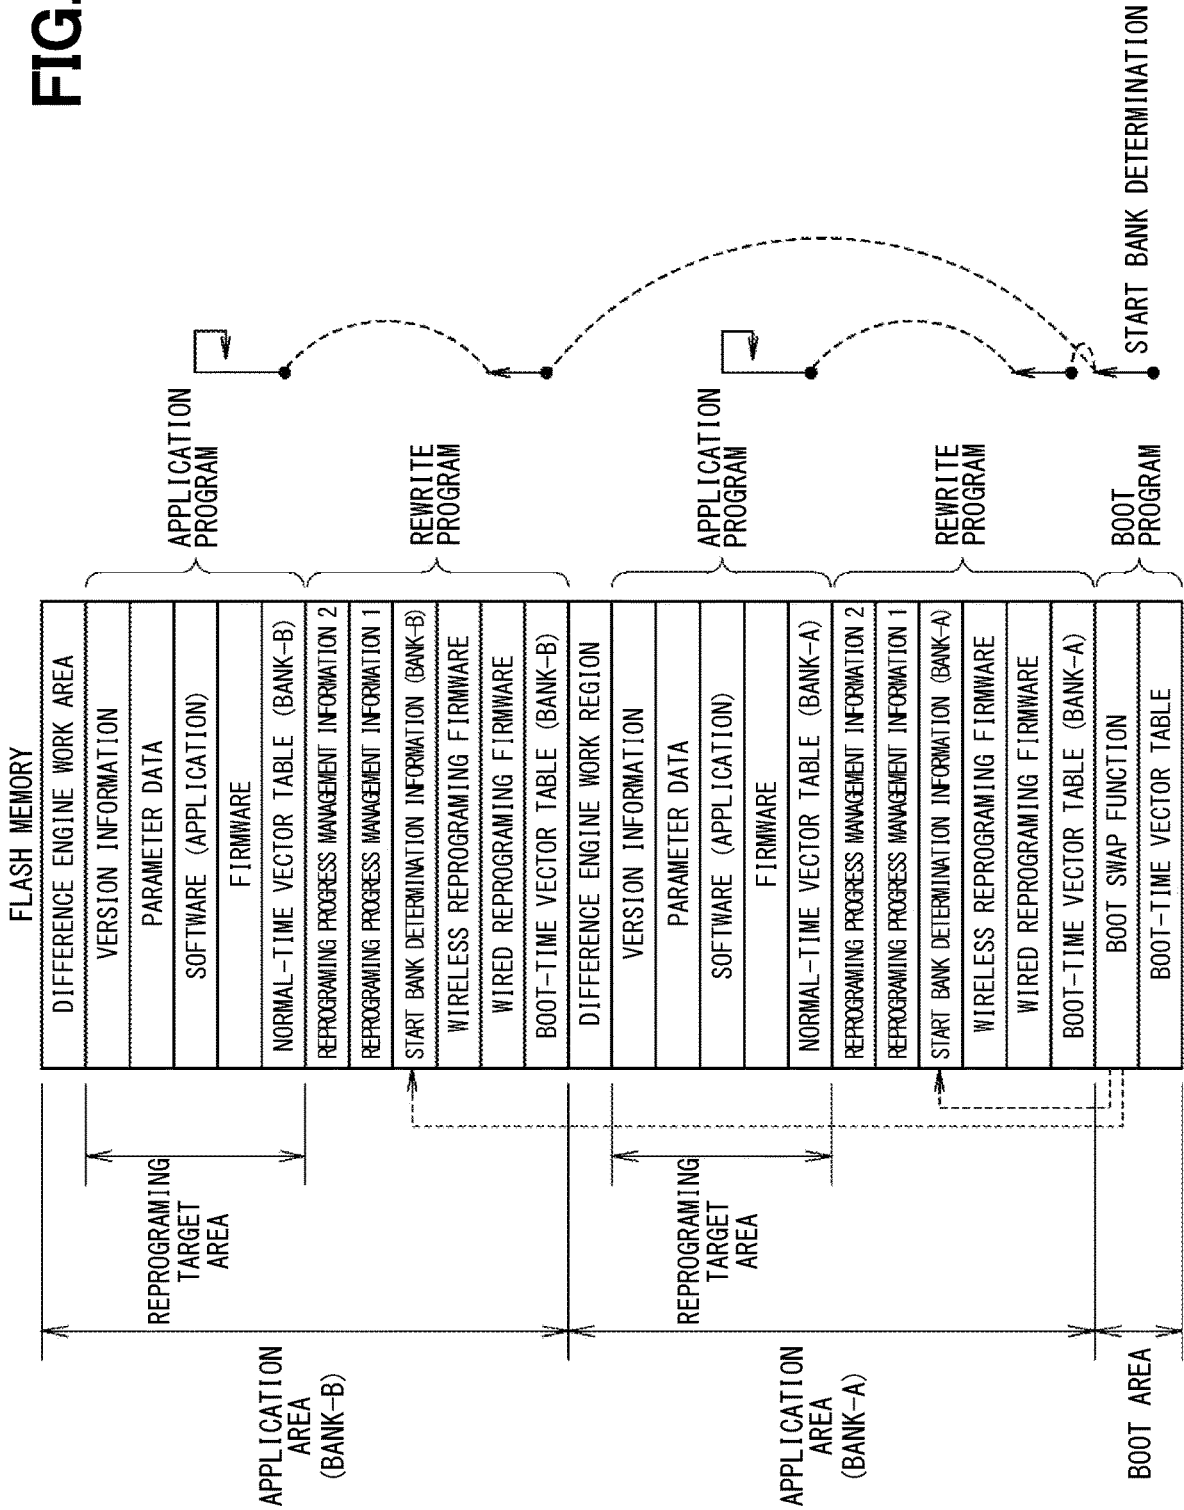 FIG.
FLASH MEMORY
DIFFERENCE ENGINE WORK AREA
VERSION INFORMATION
PARAMETER DATA
SOFTWARE (APPLICATION)
FIRMWARE
NORMAL-TIME VECTOR TABLE (BANK-B)
REPROGRAMING PROGRESS MANAGEMENT INFORMATION 2
REPROGRAMING PROGRESS MANAGEMENT INFORMATION 1
START BANK DETERMINATION INFORMATION (BANK-B)
WIRELESS REPROGRAMING FIRMWARE
WIRED REPROGRAMING FIRMWARE
BOOT-TIME VECTOR TABLE (BANK-B)
DIFFERENCE ENGINE WORK REGION
VERSION INFORMATION
PARAMETER DATA
SOFTWARE (APPLICATION)
FIRMWARE
NORMAL-TIME VECTOR TABLE (BANK-A)
REPROGRAMING PROGRESS MANAGEMENT INFORMATION 2
REPROGRAMING PROGRESS MANAGEMENT INFORMATION 1
START BANK DETERMINATION INFORMATION (BANK-A)
WIRELESS REPROGRAMING FIRMWARE
WIRED REPROGRAMING FIRMWARE
BOOT-TIME VECTOR TABLE (BANK-A)
BOOT SWAP FUNCTION
BOOT-TIME VECTOR TABLE
APPLICATION
AREA
(BANK-B)
REPROGRAMING
TARGET
AREA
APPLICATION
AREA
(BANK-A)
REPROGRAMING
TARGET
AREA
BOOT AREA
APPLICATION
PROGRAM
REWRITE
PROGRAM
APPLICATION
PROGRAM
REWRITE
PROGRAM
BOOT
PROGRAM
START BANK DETERMINATION